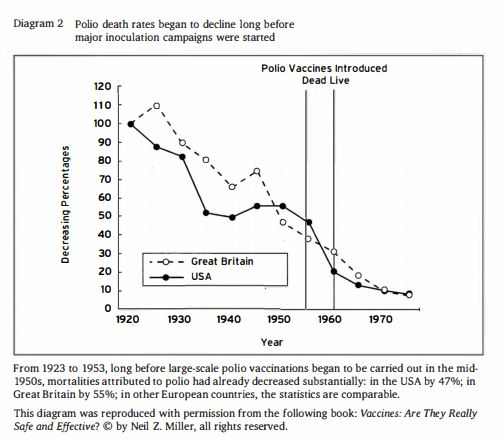 Diagram 2 Polio death rates began to decline long before
major inoculation campaigns were started
Polio Vaccines Introduced
Dead Live
120
110
100
90
80
70
60
50
40
30
20
10
0
Decreasing Percentages
Great Britain
USA
1920 1930 1940 1950 1960 1970
Year
From 1923 to 1953, long before large-scale polio vaccinations began to be carried out in the mid-
1950s, mortalities attributed to polio had already decreased substantially: in the USA by 47%; in
Great Britain by 55%; in other European countries, the statistics are comparable.
This diagram was reproduced with permission from the following book: Vaccines: Are They Really
Safe and Effective? © by Neil Z. Miller, all rights reserved.